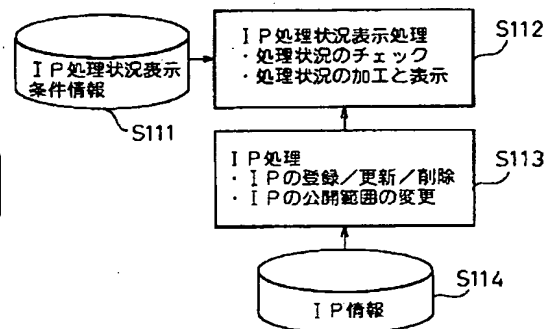 ＩＰ処理状況表示
条件情報
S111
ＩＰ処理状況表示処理
・処理状況のチェック
・処理状況の加工と表示
S112
ＩＰ処理
・ＩＰの登録／更新／削除
・ＩＰの公開範囲の変更
S113
ＩＰ情報
S114